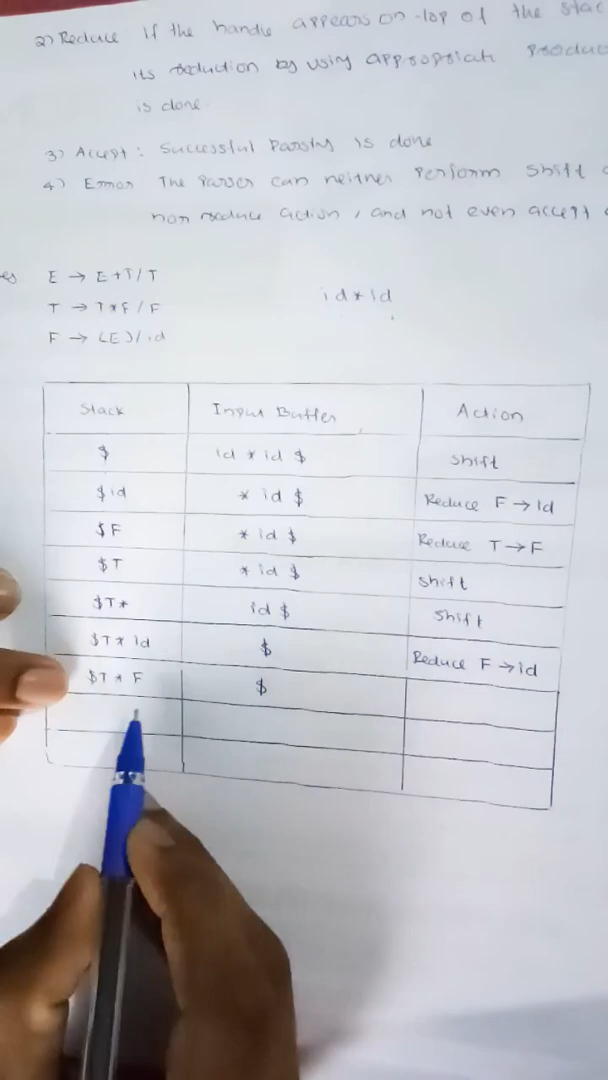 2) Reduce If the handle appears on top of the stac
its reduction by using appropriate produc
is done.
3) Accept: Successful Parsing is done
4) Error The Parser can neither Perform Shift
non reduce action, and not even accept
es E → E+T/T
T → T*F/F
F → (E)/id
id*id
Stack Input Buffer Action
$ id * id $ Shift
$id * id $ Reduce F → id
$F * id $ Reduce T → F
$T * id $ Shift
$T* id $ Shift
$T* id $ Reduce F → id
$T * F $